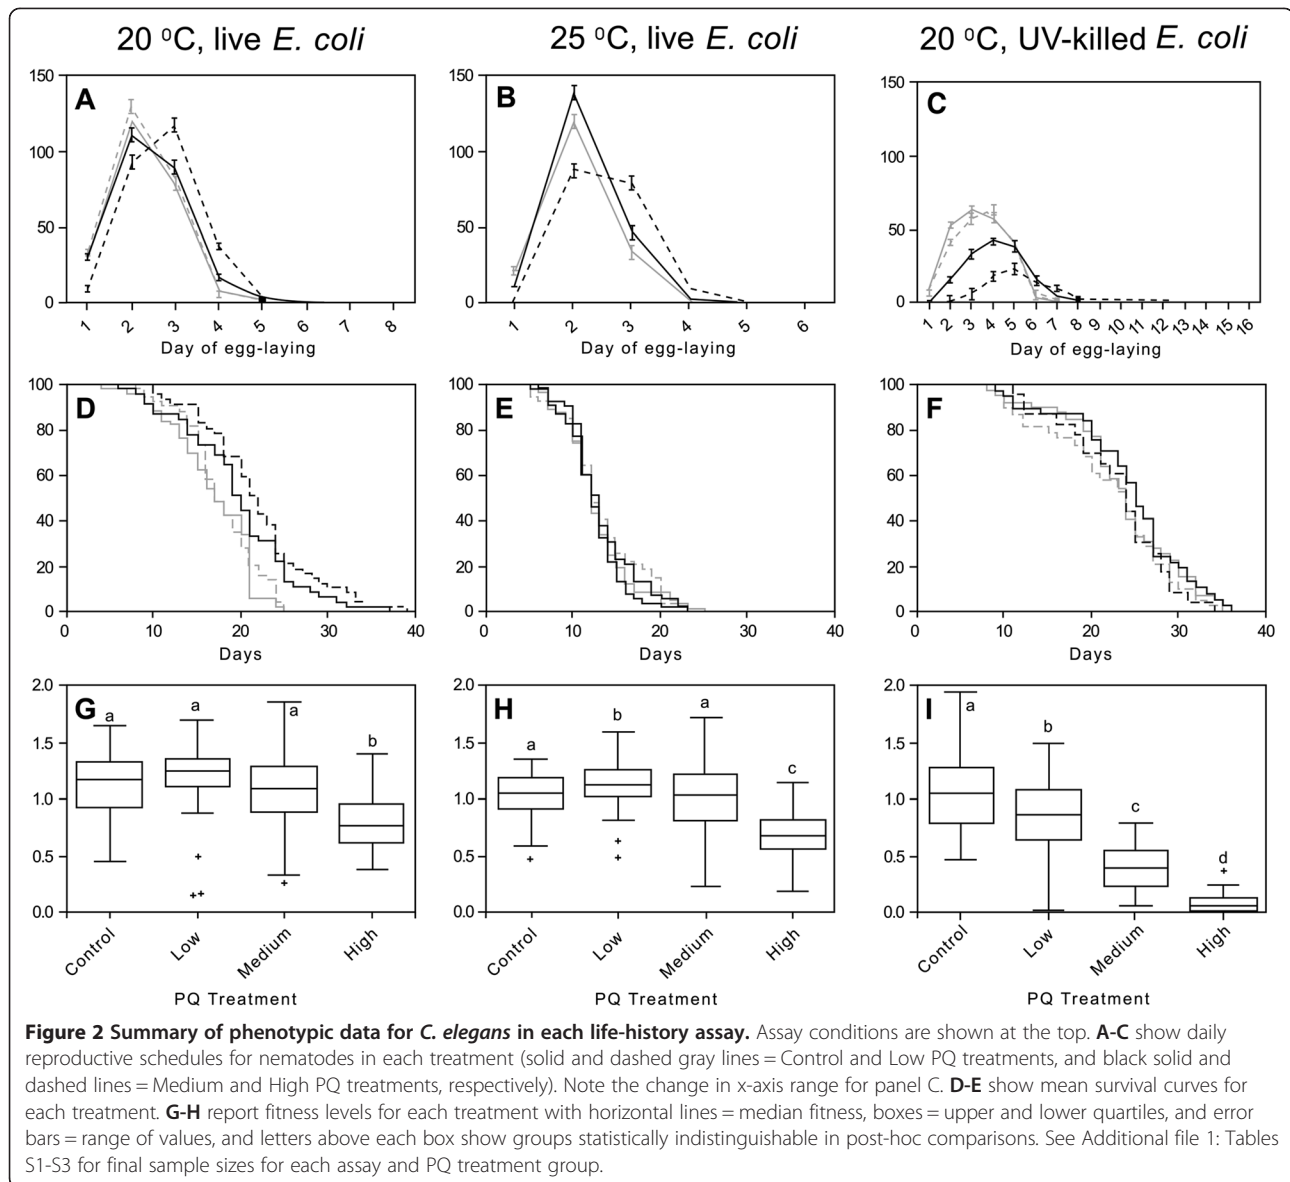 20 ⁰C, live E. coli
25 ⁰C, live E. coli
20 ⁰C, UV-killed E. coli
A
150
100
50
0
1 2 3 4 5 6 7 8
Day of egg-laying
B
150
100
50
0
1 2 3 4 5 6
Day of egg-laying
C
150
100
50
0
1 2 3 4 5 6 7 8 9 10 11 12 13 14 15 16
Day of egg-laying
D
100
80
60
40
20
0
0 10 20 30 40
Days
E
100
80
60
40
20
0
0 10 20 30 40
Days
F
100
80
60
40
20
0
0 10 20 30 40
Days
G
2.0
1.5
1.0
0.5
0.0
a a a b
Control Low Medium High
PQ Treatment
H
2.0
1.5
1.0
0.5
0.0
a b a c
Control Low Medium High
PQ Treatment
I
2.0
1.5
1.0
0.5
0.0
a b c d
Control Low Medium High
PQ Treatment
Figure 2 Summary of phenotypic data for C. elegans in each life-history assay. Assay conditions are shown at the top. A-C show daily
reproductive schedules for nematodes in each treatment (solid and dashed gray lines = Control and Low PQ treatments, and black solid and
dashed lines = Medium and High PQ treatments, respectively). Note the change in x-axis range for panel C. D-E show mean survival curves for
each treatment. G-H report fitness levels for each treatment with horizontal lines = median fitness, boxes = upper and lower quartiles, and error
bars = range of values, and letters above each box show groups statistically indistinguishable in post-hoc comparisons. See Additional file 1: Tables
S1-S3 for final sample sizes for each assay and PQ treatment group.